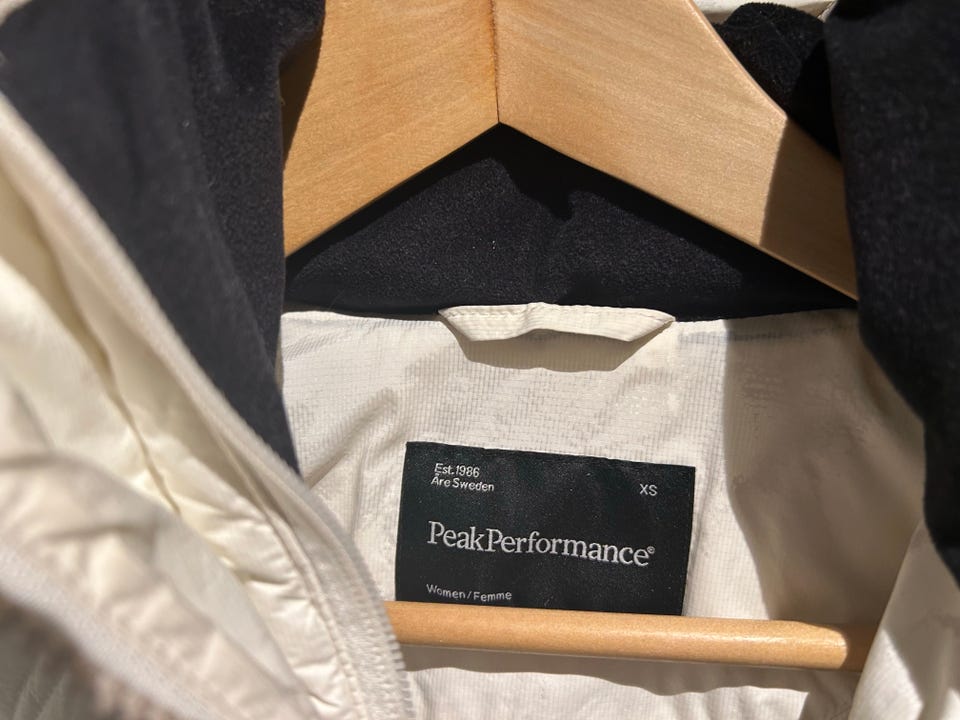 Est.1986
Åre Sweden
XS
PeakPerformance®
Women/Femme